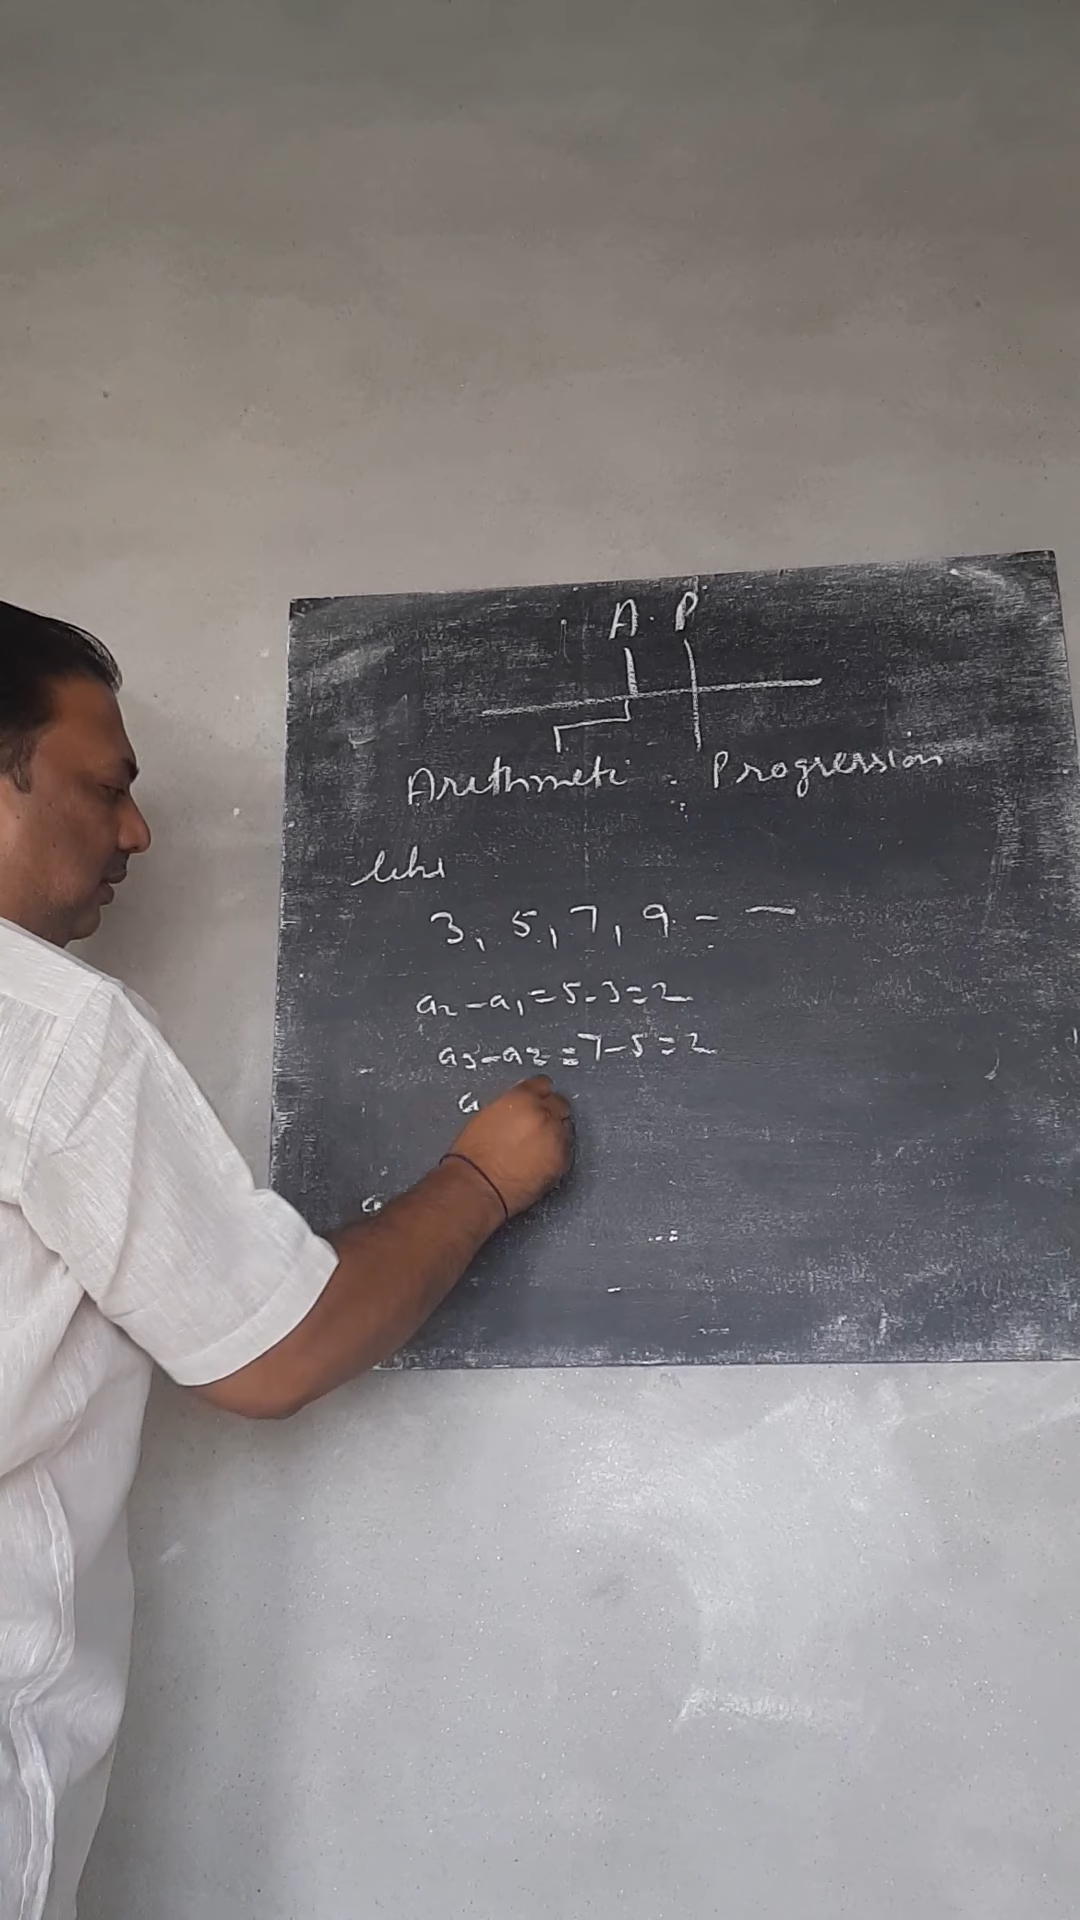 A. P
Arithmetic. Progression
like
3, 5, 7, 9 - -
a2 - a1 = 5 - 3 = 2
a3 - a2 = 7 - 5 = 2
a